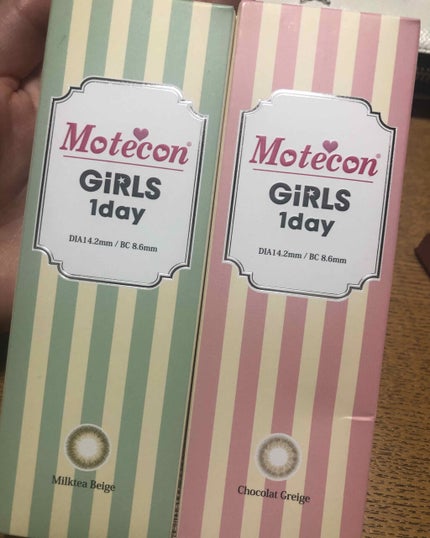 Motecon®
GiRLS
1day
DIA14.2mm / BC 8.6mm
Milktea Beige
Motecon®
GiRLS
1day
DIA14.2mm / BC 8.6mm
Chocolat Greige